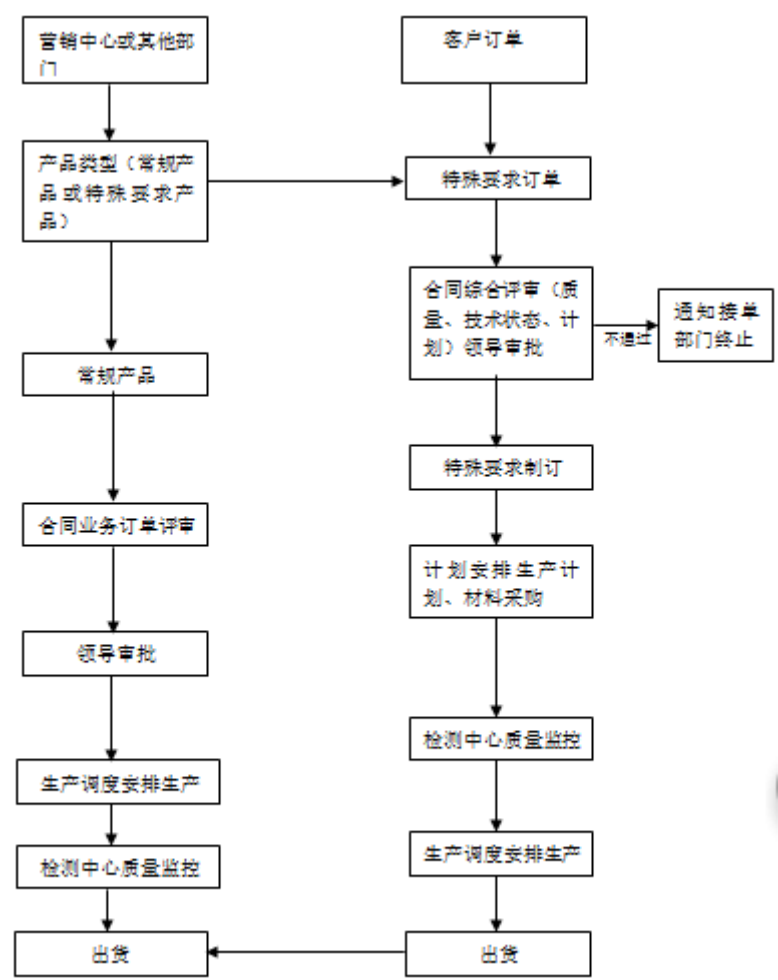 营销中心或其他部
门
客户订单
产品类型（常规产
品或特殊要求产
品）
特殊要求订单
合同综合评审（质
量、技术状态、计
划）领导审批
不通过
通知接单
部门终止
常规产品
特殊要求制订
合同业务订单评审
计划安排生产计
划、材料采购
领导审批
检测中心质量监控
生产调度安排生产
生产调度安排生产
检测中心质量监控
出货
出货